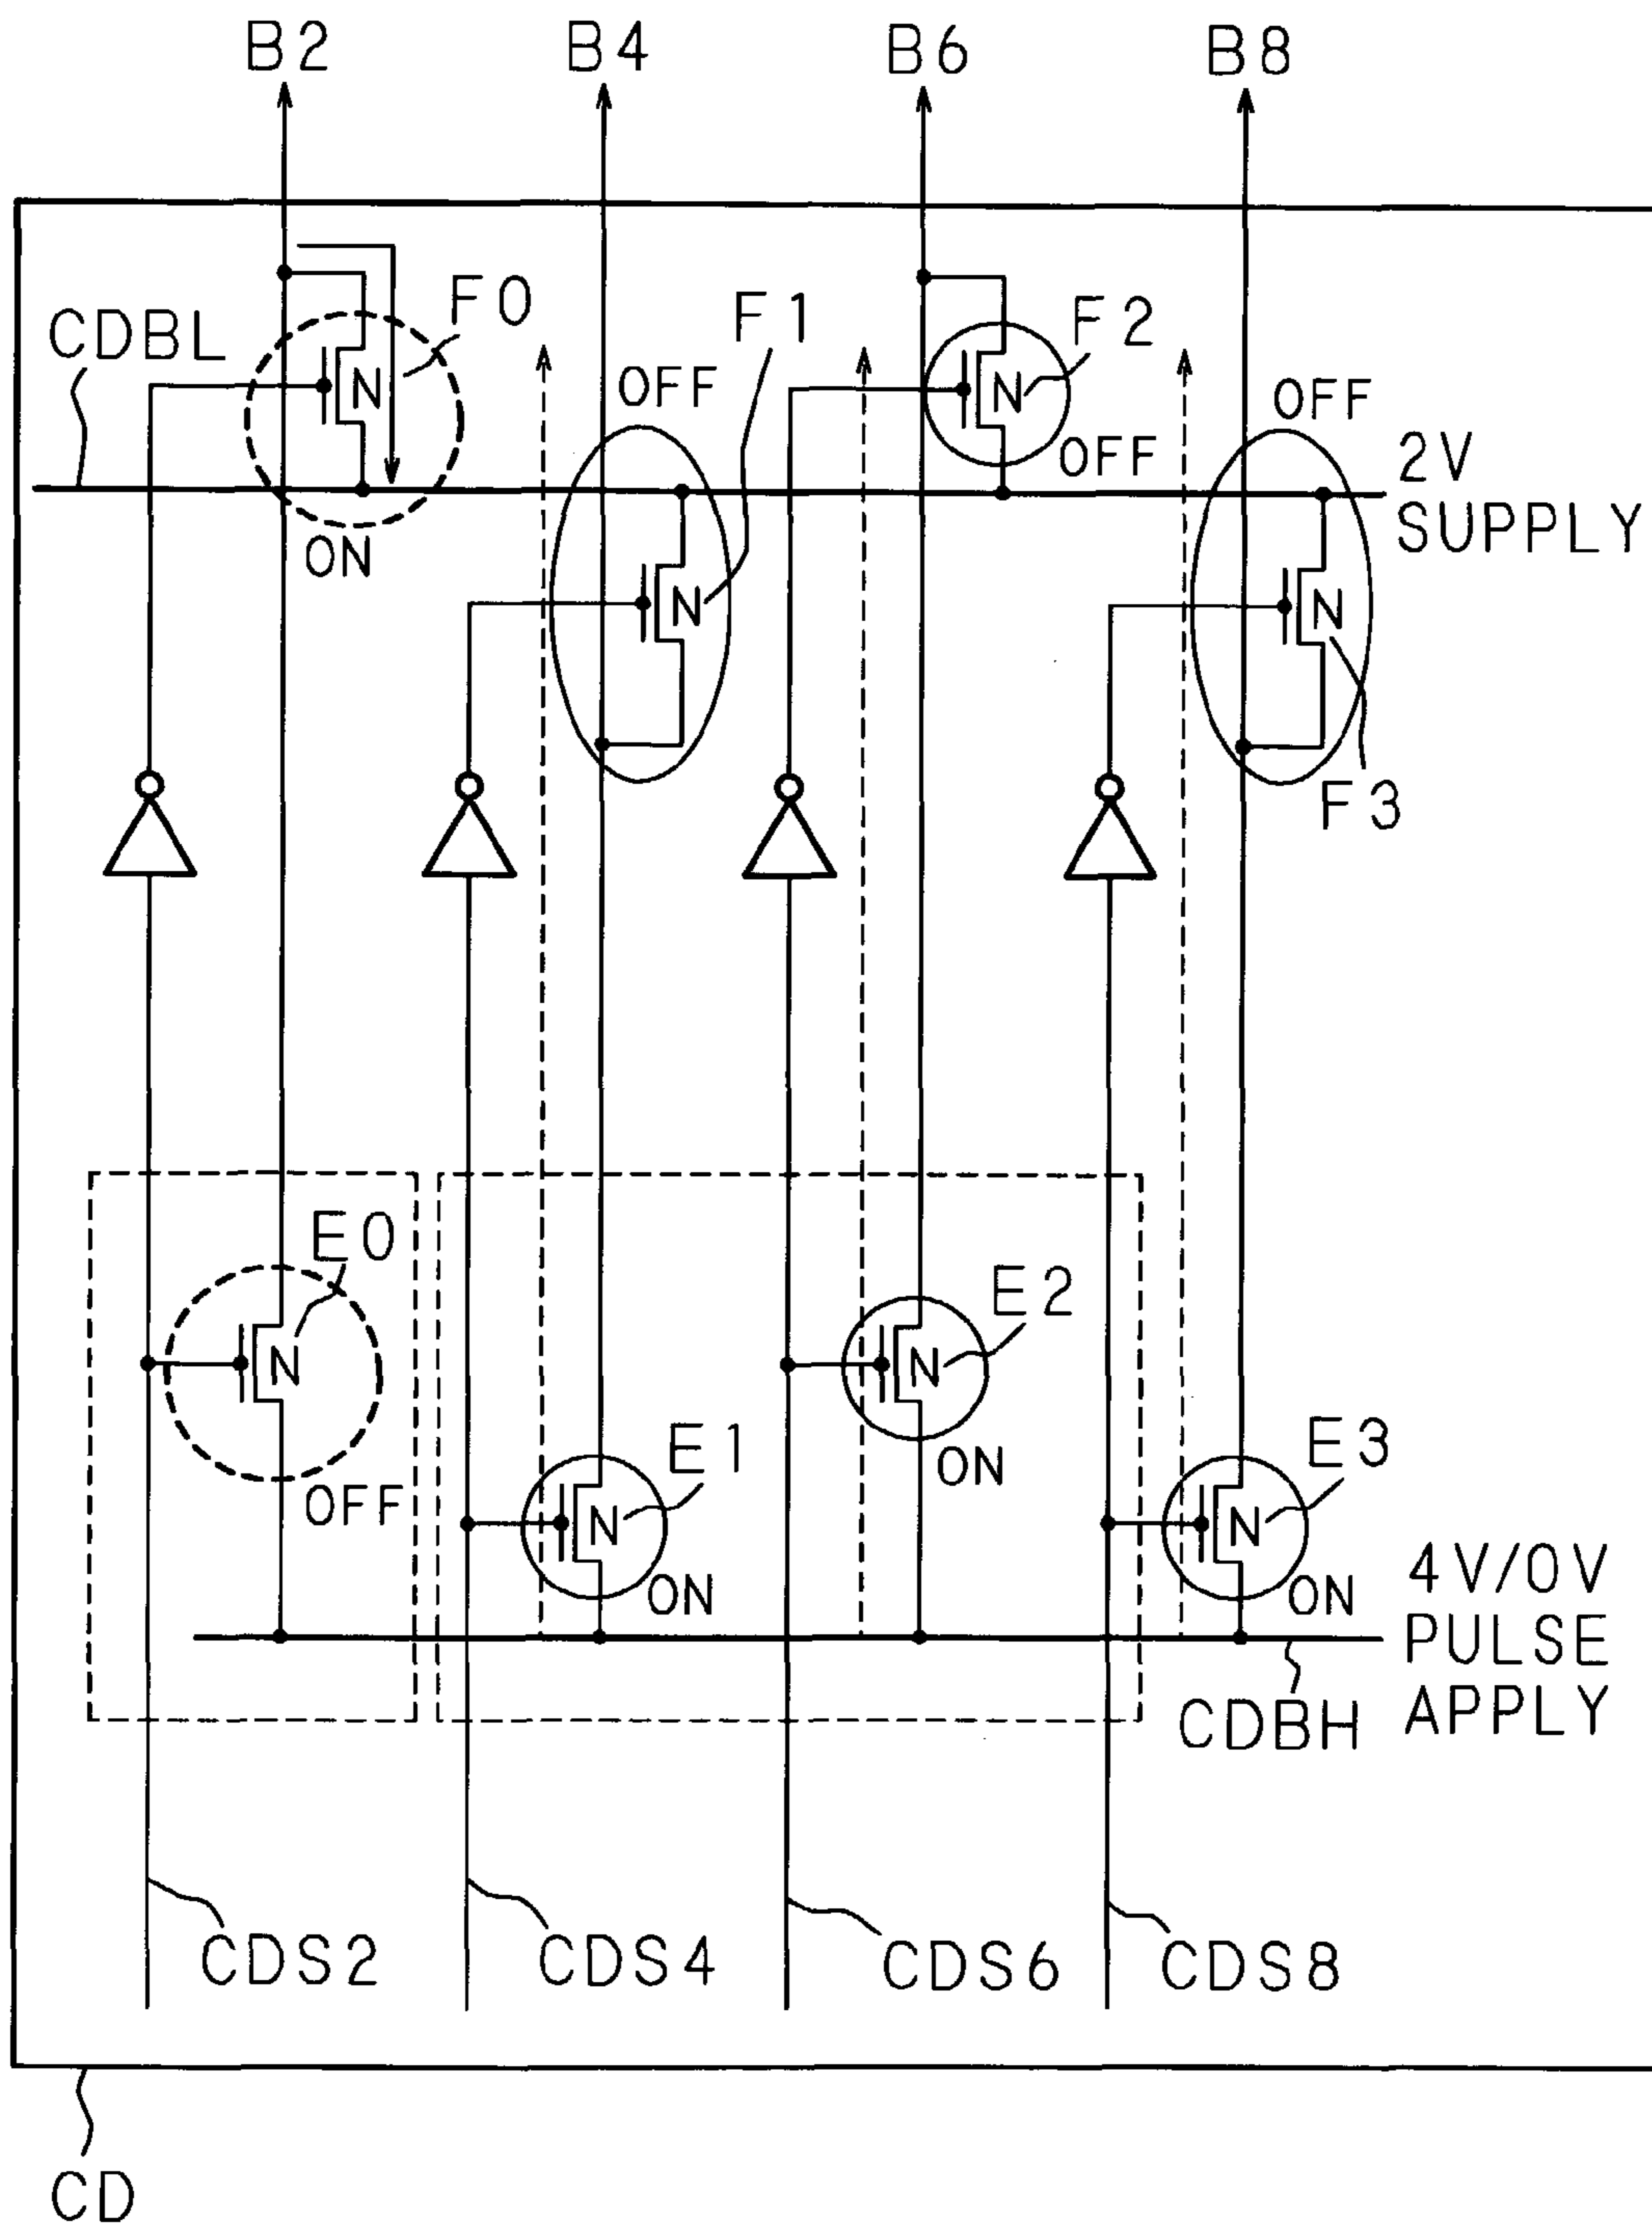 B2 B4 B6 B8
F0 F1 F2
CDBL
N N OFF OFF
OFF 2V
SUPPLY
ON
N N
F3
E0
E2
N N
E1 E3
OFF ON
N N
ON ON
4V/0V
PULSE
APPLY
CDBH
CDS2 CDS4 CDS6 CDS8
CD